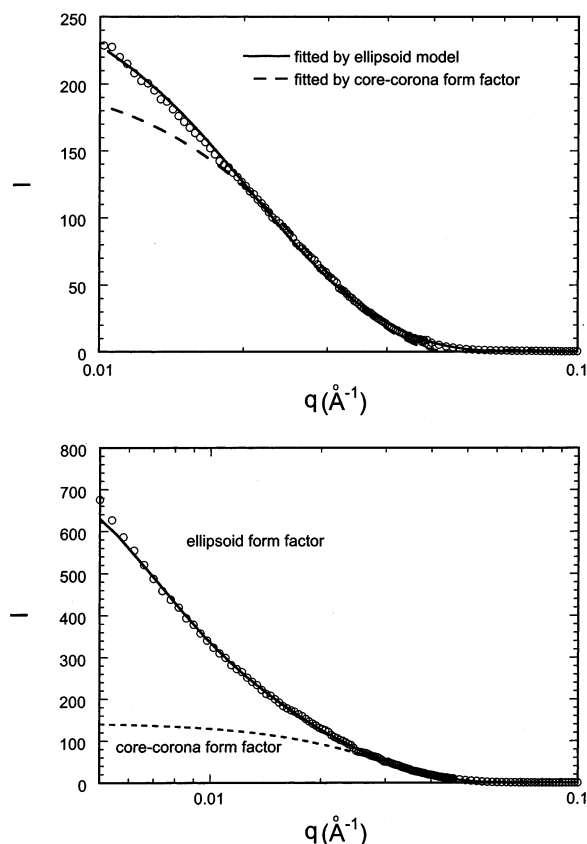 250
fitted by ellipsoid model
200
fitted by core-corona form factor
150
I
100
50
0
0.01
0.1
q(Å⁻¹)
800
700
600
ellipsoid form factor
500
I
400
300
200
100
core-corona form factor
0
0.01
0.1
q(Å⁻¹)